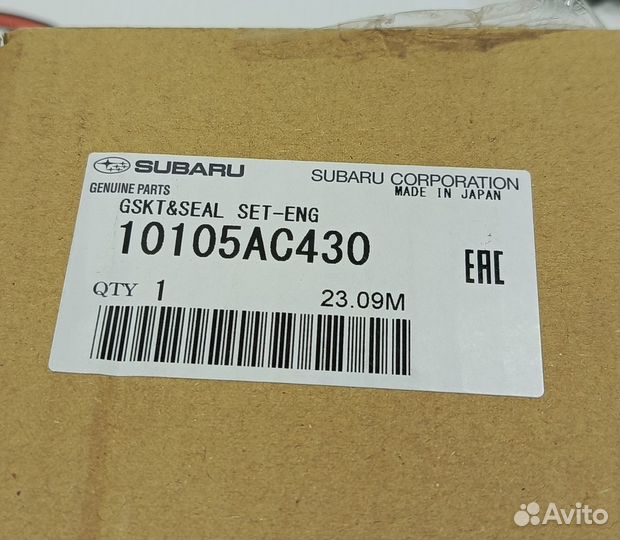 SUBARU
SUBARU CORPORATION
GENUINE PARTS
MADE IN JAPAN
GSKT&SEAL SET-ENG
10105AC430
EAC
QTY 1
23.09M
Avito